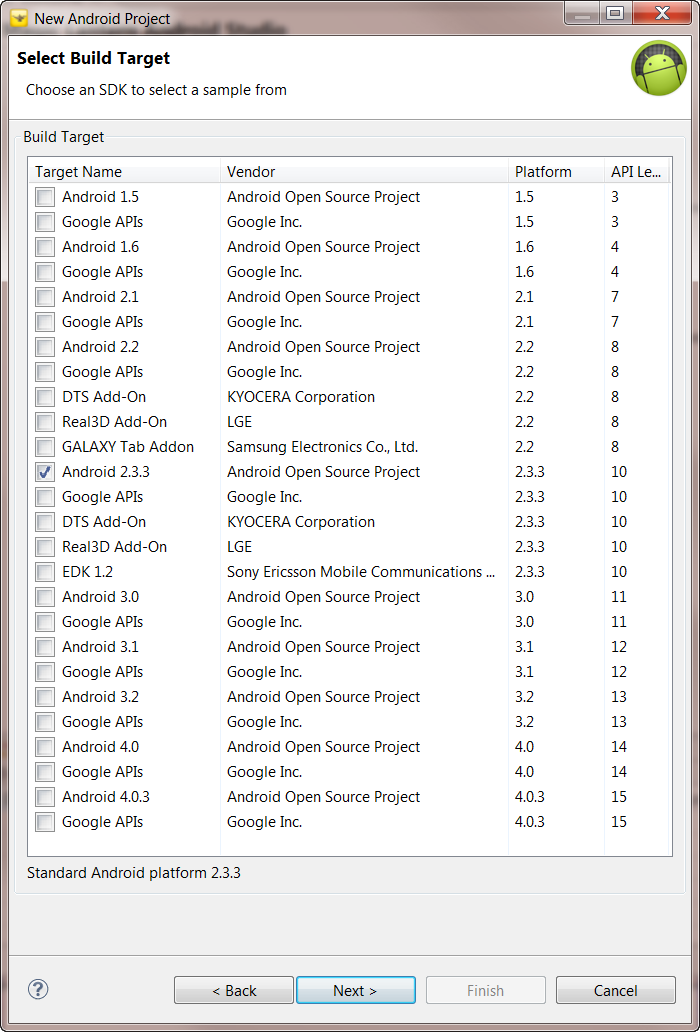 New Android Project
Select Build Target
Choose an SDK to select a sample from
Build Target
Target Name Vendor Platform API Le...
Android 1.5 Android Open Source Project 1.5 3
Google APIs Google Inc. 1.5 3
Android 1.6 Android Open Source Project 1.6 4
Google APIs Google Inc. 1.6 4
Android 2.1 Android Open Source Project 2.1 7
Google APIs Google Inc. 2.1 7
Android 2.2 Android Open Source Project 2.2 8
Google APIs Google Inc. 2.2 8
DTS Add-On KYOCERA Corporation 2.2 8
Real3D Add-On LGE 2.2 8
GALAXY Tab Addon Samsung Electronics Co., Ltd. 2.2 8
Android 2.3.3 Android Open Source Project 2.3.3 10
Google APIs Google Inc. 2.3.3 10
DTS Add-On KYOCERA Corporation 2.3.3 10
Real3D Add-On LGE 2.3.3 10
EDK 1.2 Sony Ericsson Mobile Communications ... 2.3.3 10
Android 3.0 Android Open Source Project 3.0 11
Google APIs Google Inc. 3.0 11
Android 3.1 Android Open Source Project 3.1 12
Google APIs Google Inc. 3.1 12
Android 3.2 Android Open Source Project 3.2 13
Google APIs Google Inc. 3.2 13
Android 4.0 Android Open Source Project 4.0 14
Google APIs Google Inc. 4.0 14
Android 4.0.3 Android Open Source Project 4.0.3 15
Google APIs Google Inc. 4.0.3 15
Standard Android platform 2.3.3
? < Back Next > Finish Cancel